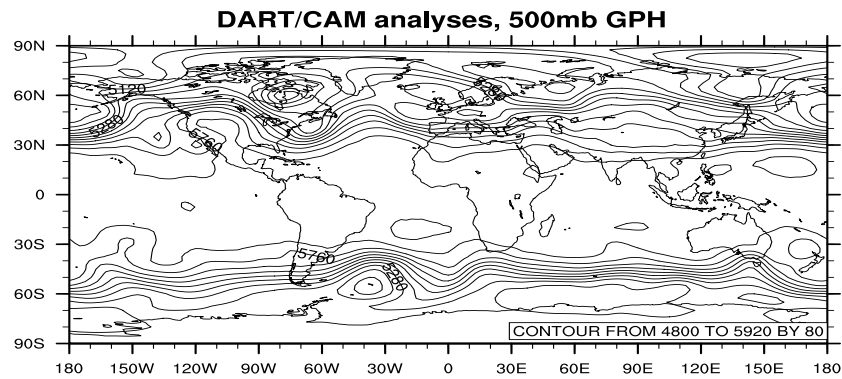 DART/CAM analyses, 500mb GPH
90N
60N
30N
0
30S
60S
90S
5120
5280
5760
5760
5280
CONTOUR FROM 4800 TO 5920 BY 80
180 150W 120W 90W 60W 30W 0 30E 60E 90E 120E 150E 180